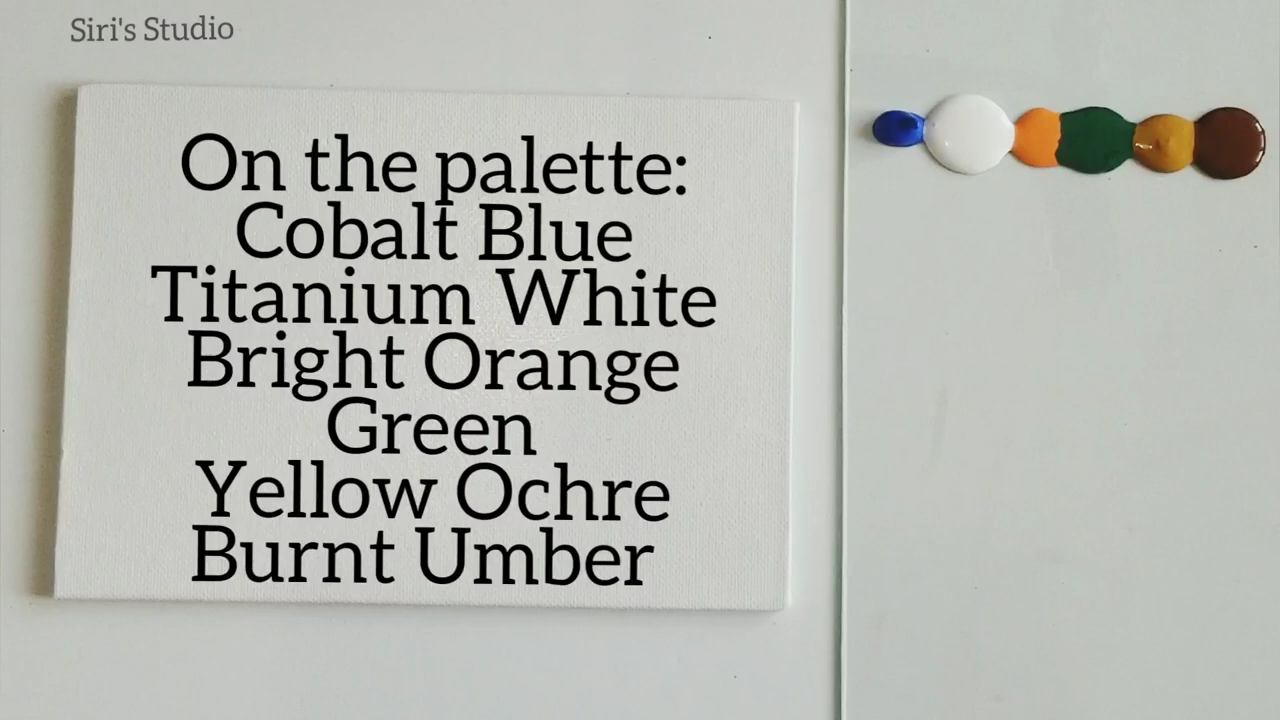 Siri's Studio
On the palette:
Cobalt Blue
Titanium White
Bright Orange
Green
Yellow Ochre
Burnt Umber